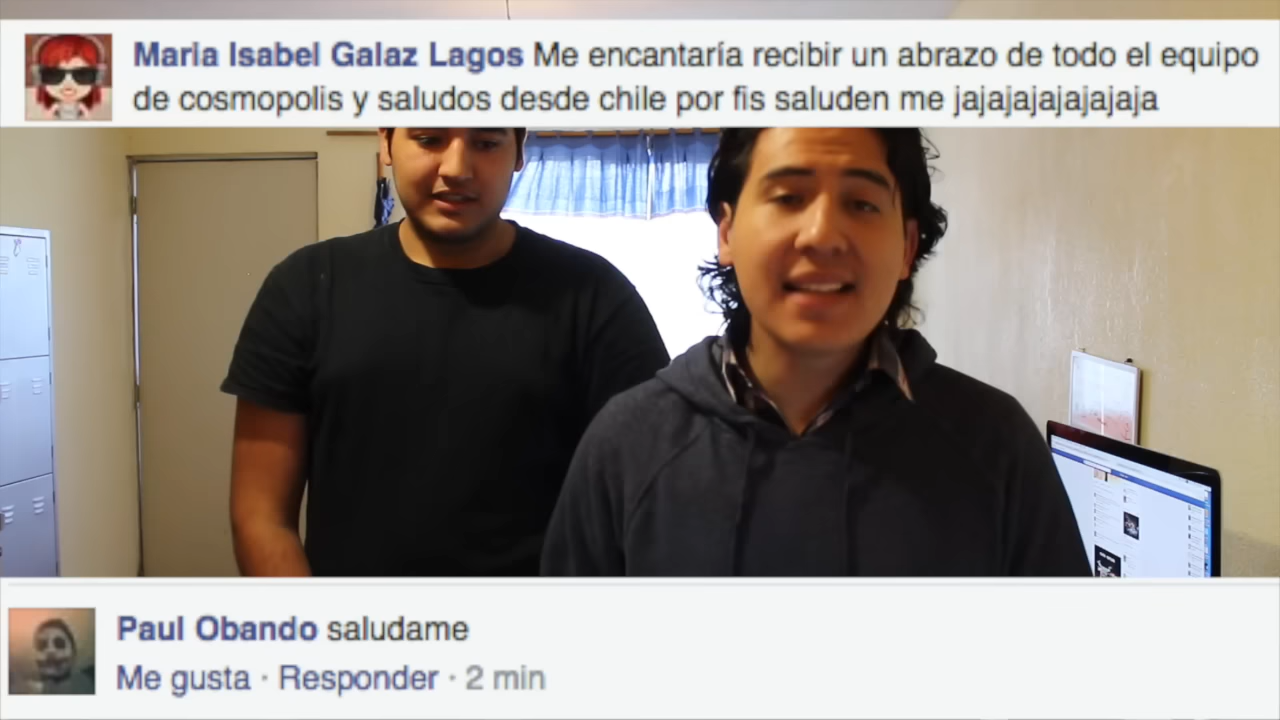 Maria Isabel Galaz Lagos Me encantaría recibir un abrazo de todo el equipo
de cosmopolis y saludos desde chile por fis saluden me jajajajajajajaja
Paul Obando saludame
Me gusta · Responder · 2 min